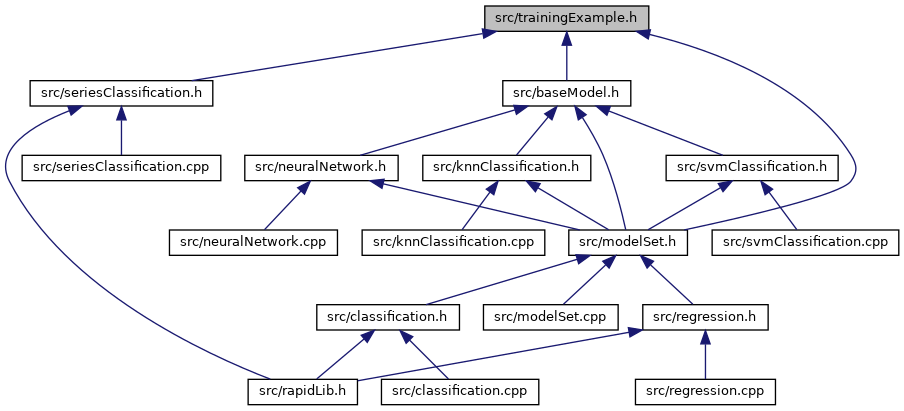 src/trainingExample.h
src/seriesClassification.h
src/baseModel.h
src/seriesClassification.cpp
src/neuralNetwork.h
src/knnClassification.h
src/svmClassification.h
src/neuralNetwork.cpp
src/knnClassification.cpp
src/modelSet.h
src/svmClassification.cpp
src/classification.h
src/modelSet.cpp
src/regression.h
src/rapidLib.h
src/classification.cpp
src/regression.cpp